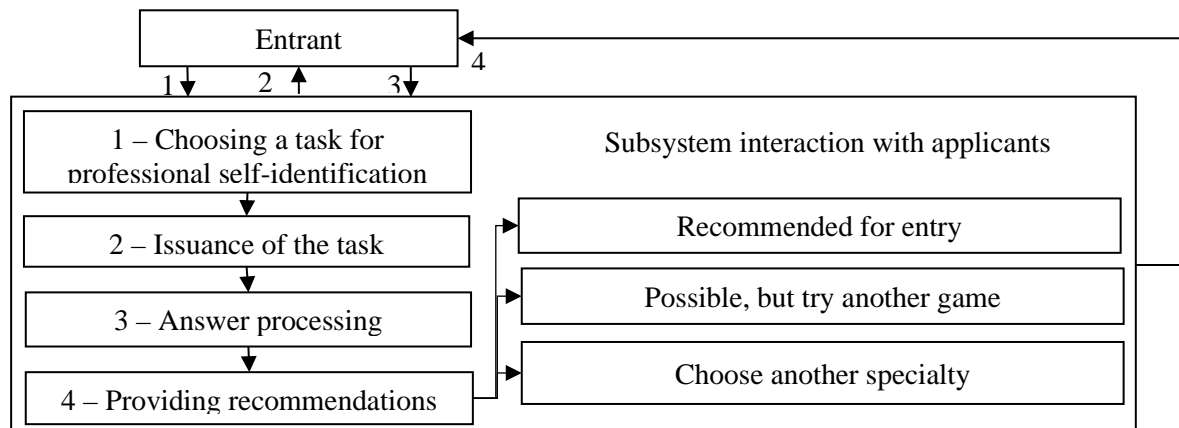 Entrant
4
1
2
3
1 – Choosing a task for
professional self-identification
Subsystem interaction with applicants
2 – Issuance of the task
Recommended for entry
3 – Answer processing
Possible, but try another game
4 – Providing recommendations
Choose another specialty